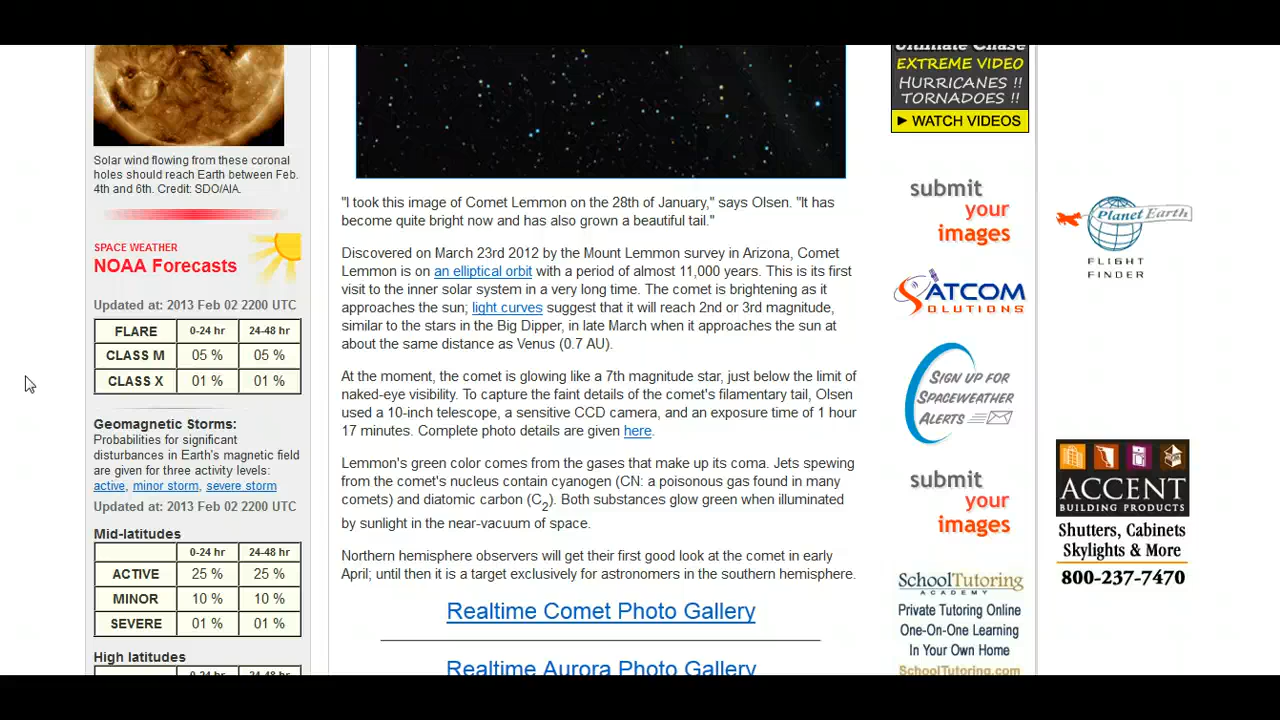 Solar wind flowing from these coronal
holes should reach Earth between Feb.
4th and 6th. Credit: SDO/AIA.
SPACE WEATHER
NOAA Forecasts
Updated at: 2013 Feb 02 2200 UTC
FLARE 0-24 hr 24-48 hr
CLASS M 05 % 05 %
CLASS X 01 % 01 %
Geomagnetic Storms:
Probabilities for significant
disturbances in Earth's magnetic field
are given for three activity levels:
active, minor storm, severe storm
Updated at: 2013 Feb 02 2200 UTC
Mid-latitudes
0-24 hr 24-48 hr
ACTIVE 25 % 25 %
MINOR 10 % 10 %
SEVERE 01 % 01 %
High latitudes
0-24 hr 24-48 hr
"I took this image of Comet Lemmon on the 28th of January," says Olsen. "It has
become quite bright now and has also grown a beautiful tail."
Discovered on March 23rd 2012 by the Mount Lemmon survey in Arizona, Comet
Lemmon is on an elliptical orbit with a period of almost 11,000 years. This is its first
visit to the inner solar system in a very long time. The comet is brightening as it
approaches the sun; light curves suggest that it will reach 2nd or 3rd magnitude,
similar to the stars in the Big Dipper, in late March when it approaches the sun at
about the same distance as Venus (0.7 AU).
At the moment, the comet is glowing like a 7th magnitude star, just below the limit of
naked-eye visibility. To capture the faint details of the comet's filamentary tail, Olsen
used a 10-inch telescope, a sensitive CCD camera, and an exposure time of 1 hour
17 minutes. Complete photo details are given here.
Lemmon's green color comes from the gases that make up its coma. Jets spewing
from the comet's nucleus contain cyanogen (CN: a poisonous gas found in many
comets) and diatomic carbon (C2). Both substances glow green when illuminated
by sunlight in the near-vacuum of space.
Northern hemisphere observers will get their first good look at the comet in early
April; until then it is a target exclusively for astronomers in the southern hemisphere.
Realtime Comet Photo Gallery
Realtime Aurora Photo Gallery
Ultimate Chase
EXTREME VIDEO
HURRICANES !!
TORNADOES !!
► WATCH VIDEOS
submit
your
images
SATCOM
SOLUTIONS
SIGN UP FOR
SPACEWEATHER
ALERTS
submit
your
images
SCHOOLTUTORING
ACADEMY
Private Tutoring Online
One-On-One Learning
In Your Own Home
SchoolTutoring.com
Planet Earth
FLIGHT
FINDER
ACCENT
BUILDING PRODUCTS
Shutters, Cabinets
Skylights & More
800-237-7470